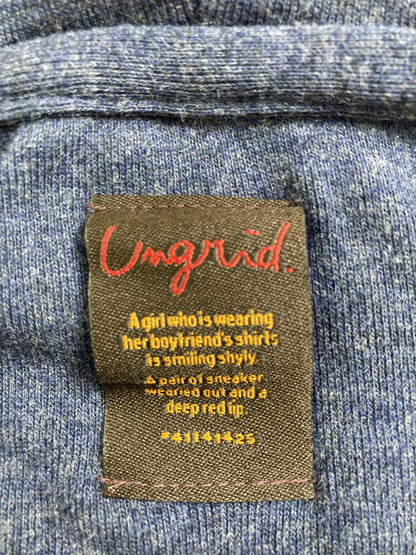 Ungrid.
A girl who is wearing
her boyfriend's shirts
is smiling shyly.
A pair of sneaker
wearied out and a
deep red lip.
#41141425